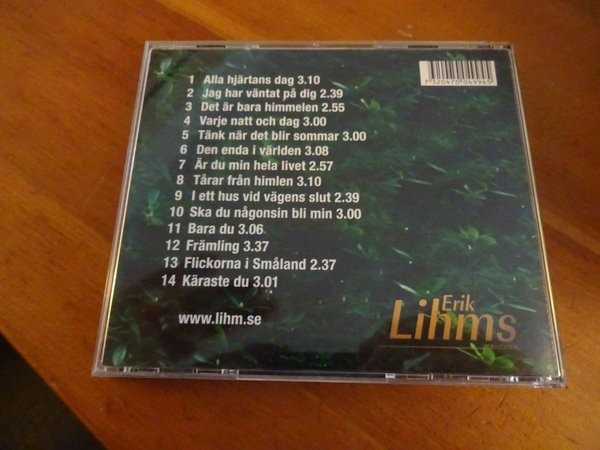 1 Alla hjärtans dag 3.10
2 Jag har väntat på dig 2.39
3 Det är bara himmelen 2.55
4 Varje natt och dag 3.00
5 Tänk när det blir sommar 3.00
6 Den enda i världen 3.08
7 Är du min hela livet 2.57
8 Tårar från himlen 3.10
9 I ett hus vid vägens slut 2.39
10 Ska du någonsin bli min 3.00
11 Bara du 3.06
12 Främling 3.37
13 Flickorna i Småland 2.37
14 Käraste du 3.01
www.lihm.se
Erik
Lihms
7320470049945